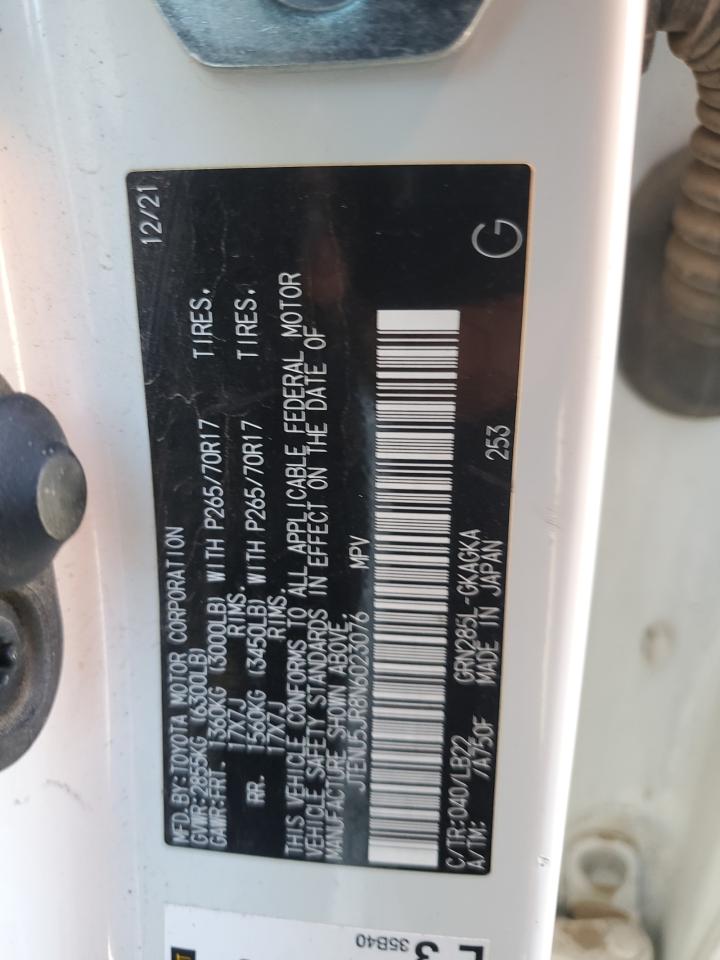 MFD. BY: TOYOTA MOTOR CORPORATION 12/21
GVWR: 2855KG (6300LB)
GAWR: FRT. 1360KG (3000LB) WITH P265/70R17 TIRES,
17X7J RIMS,
RR. 1560KG (3450LB) WITH P265/70R17 TIRES,
17X7J RIMS.
THIS VEHICLE CONFORMS TO ALL APPLICABLE FEDERAL MOTOR
VEHICLE SAFETY STANDARDS IN EFFECT ON THE DATE OF
MANUFACTURE SHOWN ABOVE.
JTENU5JR8N6023076 MPV
C/TR: 040/LB22 GRN285L-GKAGKA 253 G
A/TM: /A750F MADE IN JAPAN
35B40